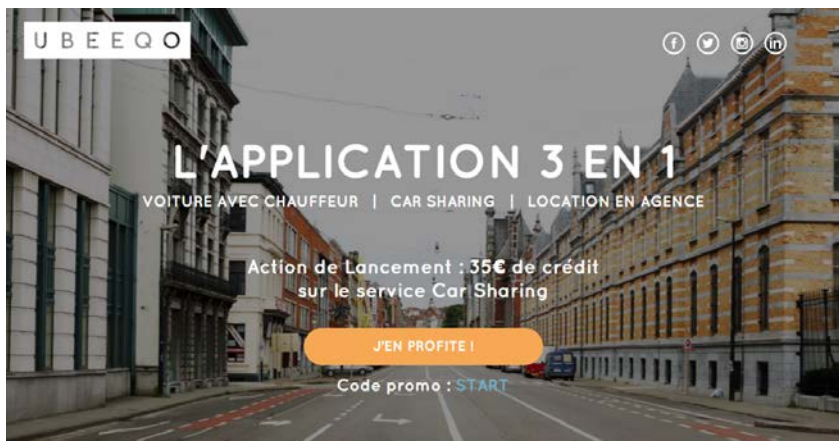 UBEEQO
L'APPLICATION 3 EN 1
VOITURE AVEC CHAUFFEUR | CAR SHARING | LOCATION EN AGENCE
Action de Lancement : 35€ de crédit
sur le service Car Sharing
J'EN PROFITE !
Code promo : START